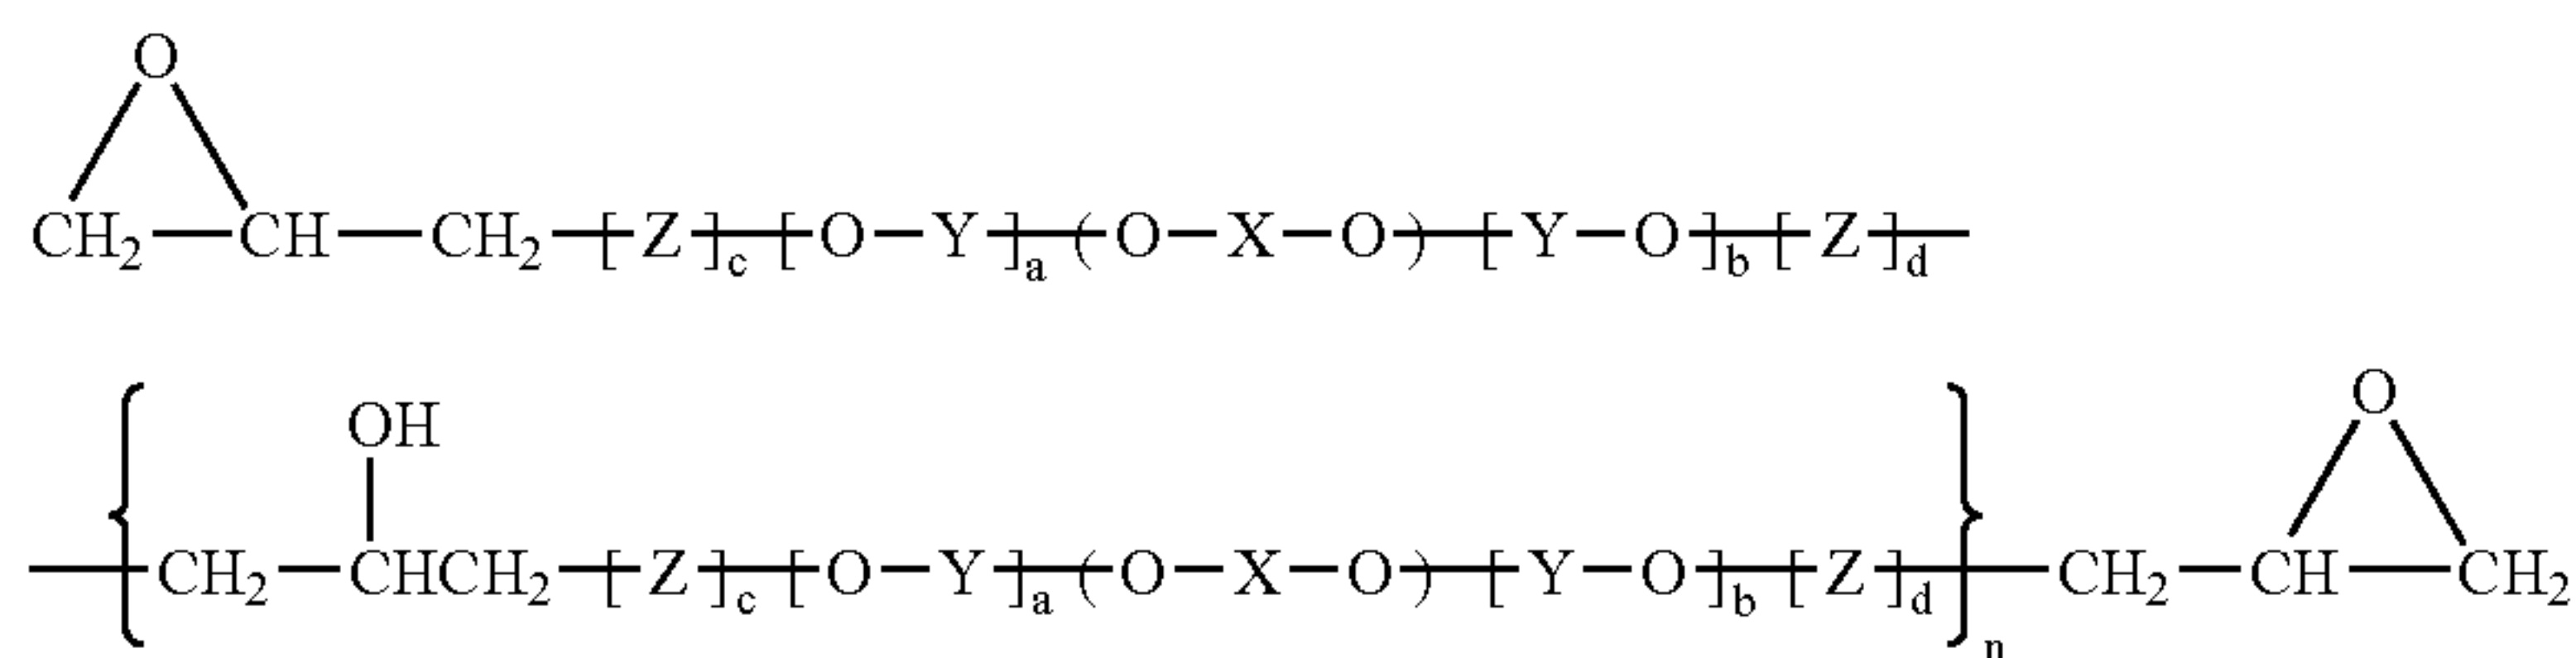 O
CH₂—CH—CH₂—[Z]c—[O—Y]a—(O—X—O)—[Y—O]b—[Z]d—
OH O
—{CH₂—CHCH₂—[Z]c—[O—Y]a—(O—X—O)—[Y—O]b—[Z]d—}n—CH₂—CH—CH₂